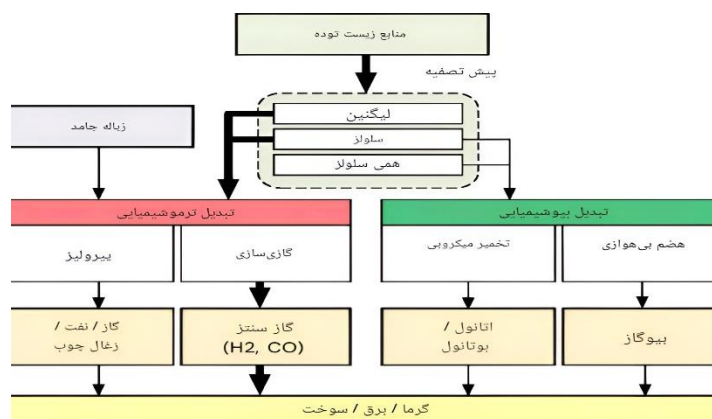 منابع زیست توده
پیش تصفیه
لیگنین
سلولز
همی سلولز
زباله جامد
تبدیل ترموشیمیایی
تبدیل بیوشیمیایی
پیرولیز
گازی‌سازی
تخمیر میکروبی
هضم بی‌هوازی
گاز / نفت /
زغال چوب
گاز سنتز
(H2, CO)
اتانول /
بوتانول
بیوگاز
گرما / برق / سوخت